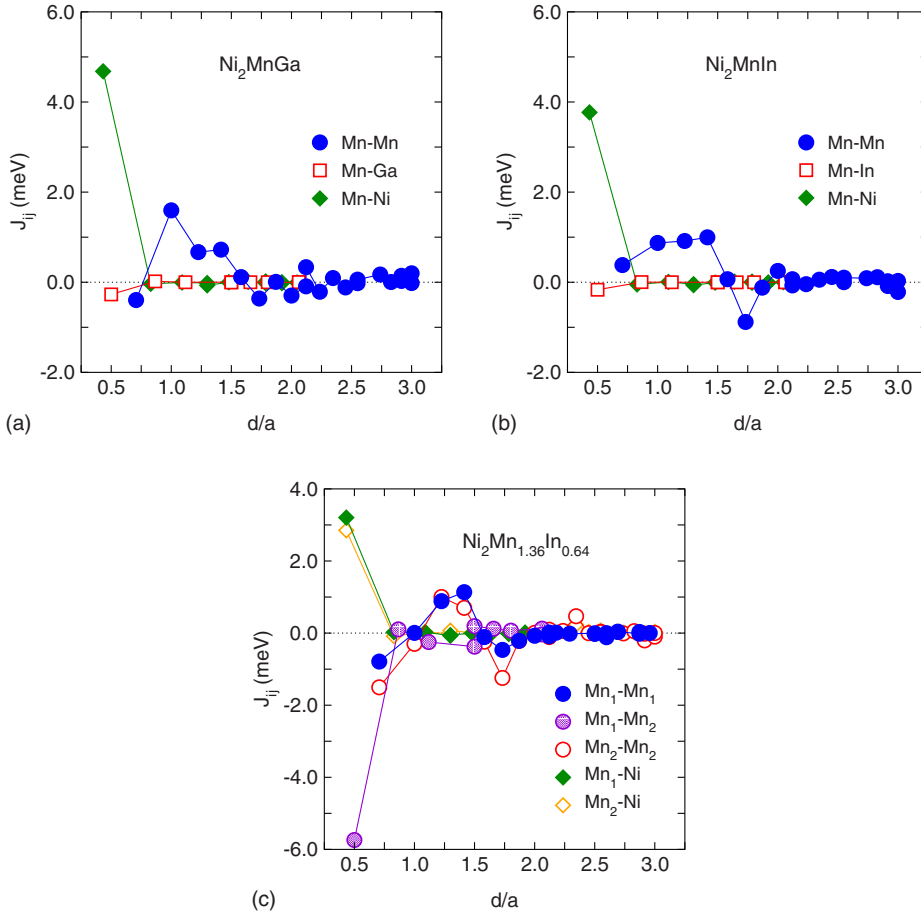 6.0
4.0
2.0
0.0
-2.0
J_ij (meV)
Ni₂MnGa
Mn-Mn
Mn-Ga
Mn-Ni
0.5 1.0 1.5 2.0 2.5 3.0
d/a
(a)
6.0
4.0
2.0
0.0
-2.0
J_ij (meV)
Ni₂MnIn
Mn-Mn
Mn-In
Mn-Ni
0.5 1.0 1.5 2.0 2.5 3.0
d/a
(b)
4.0
2.0
0.0
-2.0
-4.0
-6.0
J_ij (meV)
Ni₂Mn₁.₃₆In₀.₆₄
Mn₁-Mn₁
Mn₁-Mn₂
Mn₂-Mn₂
Mn₁-Ni
Mn₂-Ni
0.5 1.0 1.5 2.0 2.5 3.0
d/a
(c)